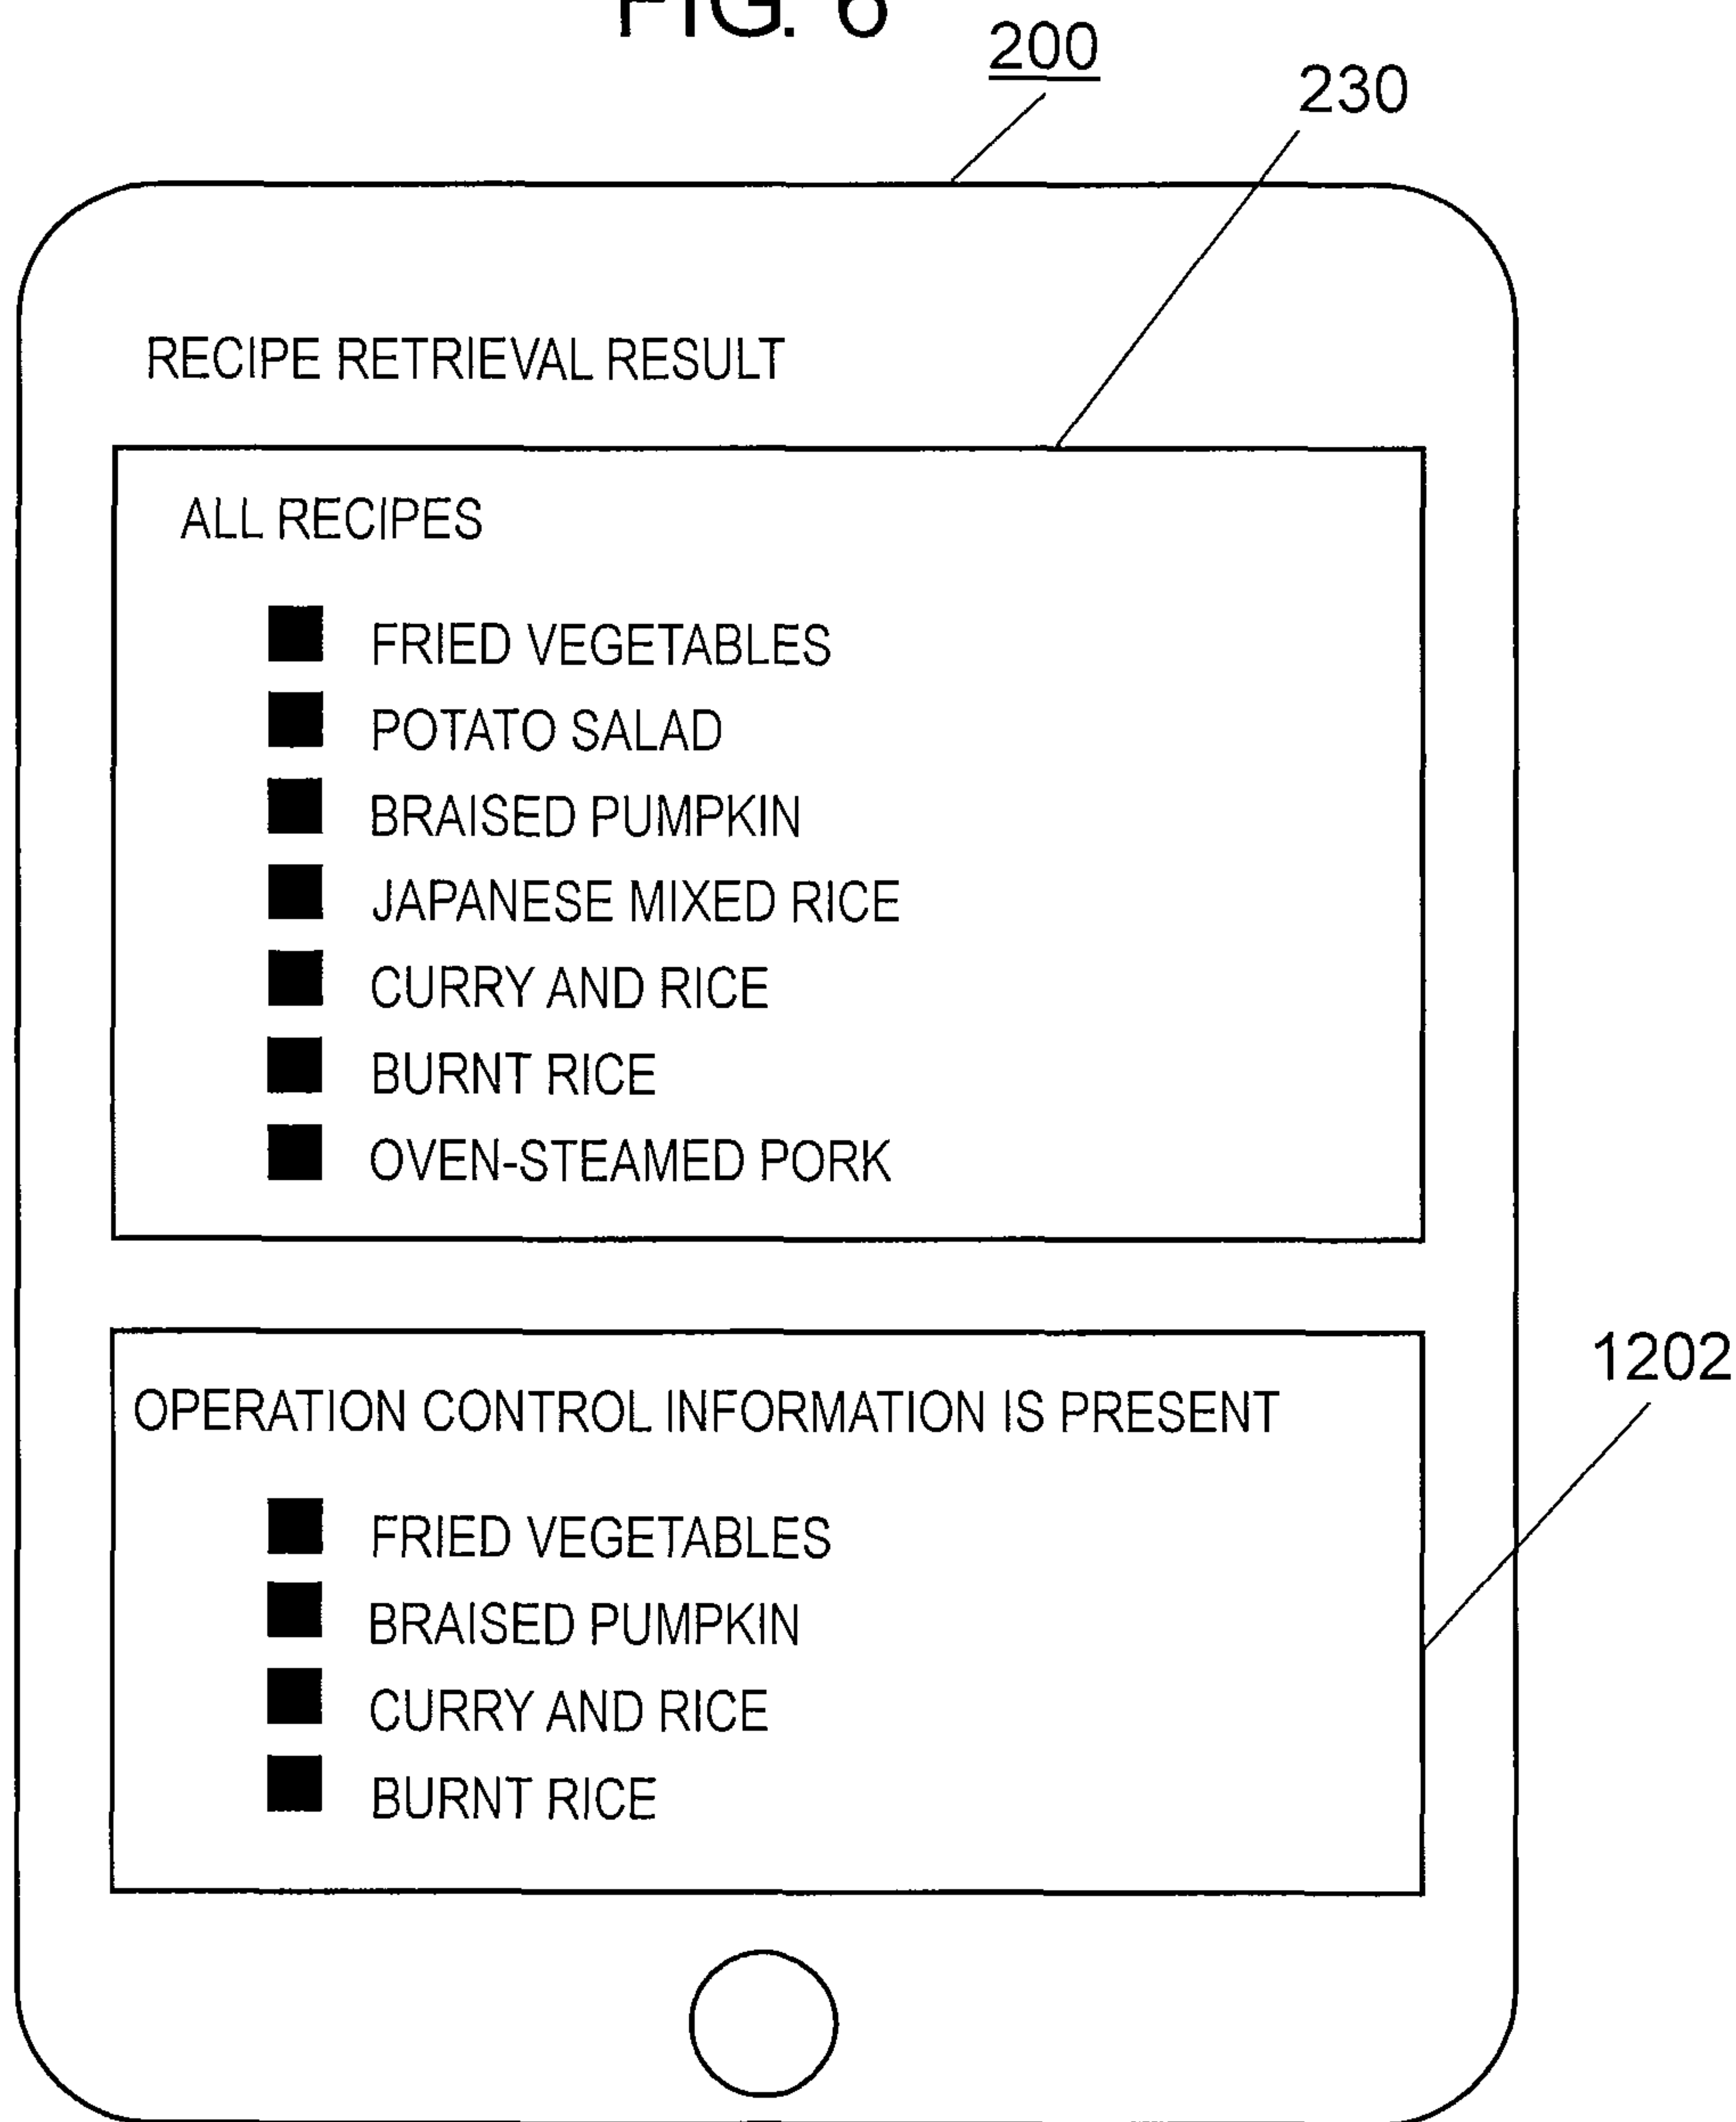 FIG. 6
200
230
RECIPE RETRIEVAL RESULT
ALL RECIPES
FRIED VEGETABLES
POTATO SALAD
BRAISED PUMPKIN
JAPANESE MIXED RICE
CURRY AND RICE
BURNT RICE
OVEN-STEAMED PORK
1202
OPERATION CONTROL INFORMATION IS PRESENT
FRIED VEGETABLES
BRAISED PUMPKIN
CURRY AND RICE
BURNT RICE